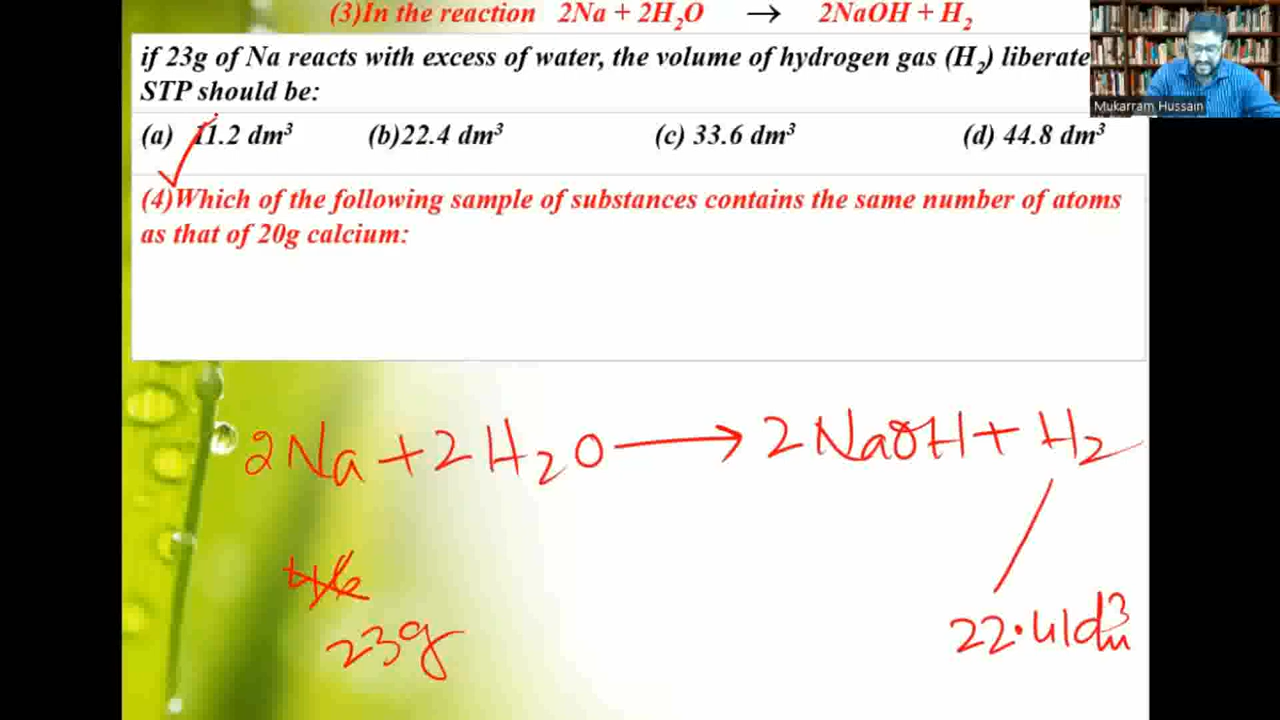 (3)In the reaction 2Na + 2H₂O → 2NaOH + H₂
if 23g of Na reacts with excess of water, the volume of hydrogen gas (H₂) liberate
STP should be:
(a) 11.2 dm³ (b)22.4 dm³ (c) 33.6 dm³ (d) 44.8 dm³
(4)Which of the following sample of substances contains the same number of atoms
as that of 20g calcium:
Mukarram Hussain
2Na + 2H₂O → 2NaOH + H₂
23g
22.4dm³